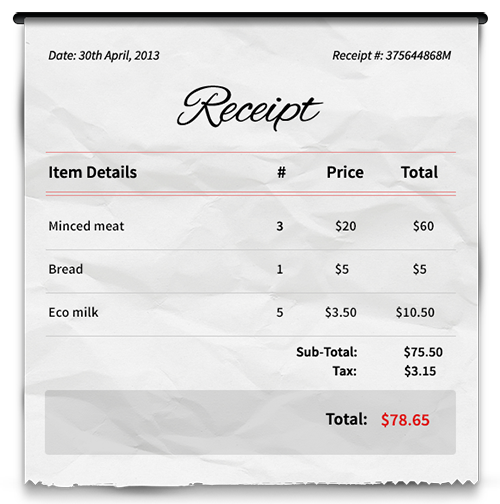 Date: 30th April, 2013 Receipt #: 375644868M
Receipt
Item Details # Price Total
Minced meat 3 $20 $60
Bread 1 $5 $5
Eco milk 5 $3.50 $10.50
Sub-Total: $75.50
Tax: $3.15
Total: $78.65